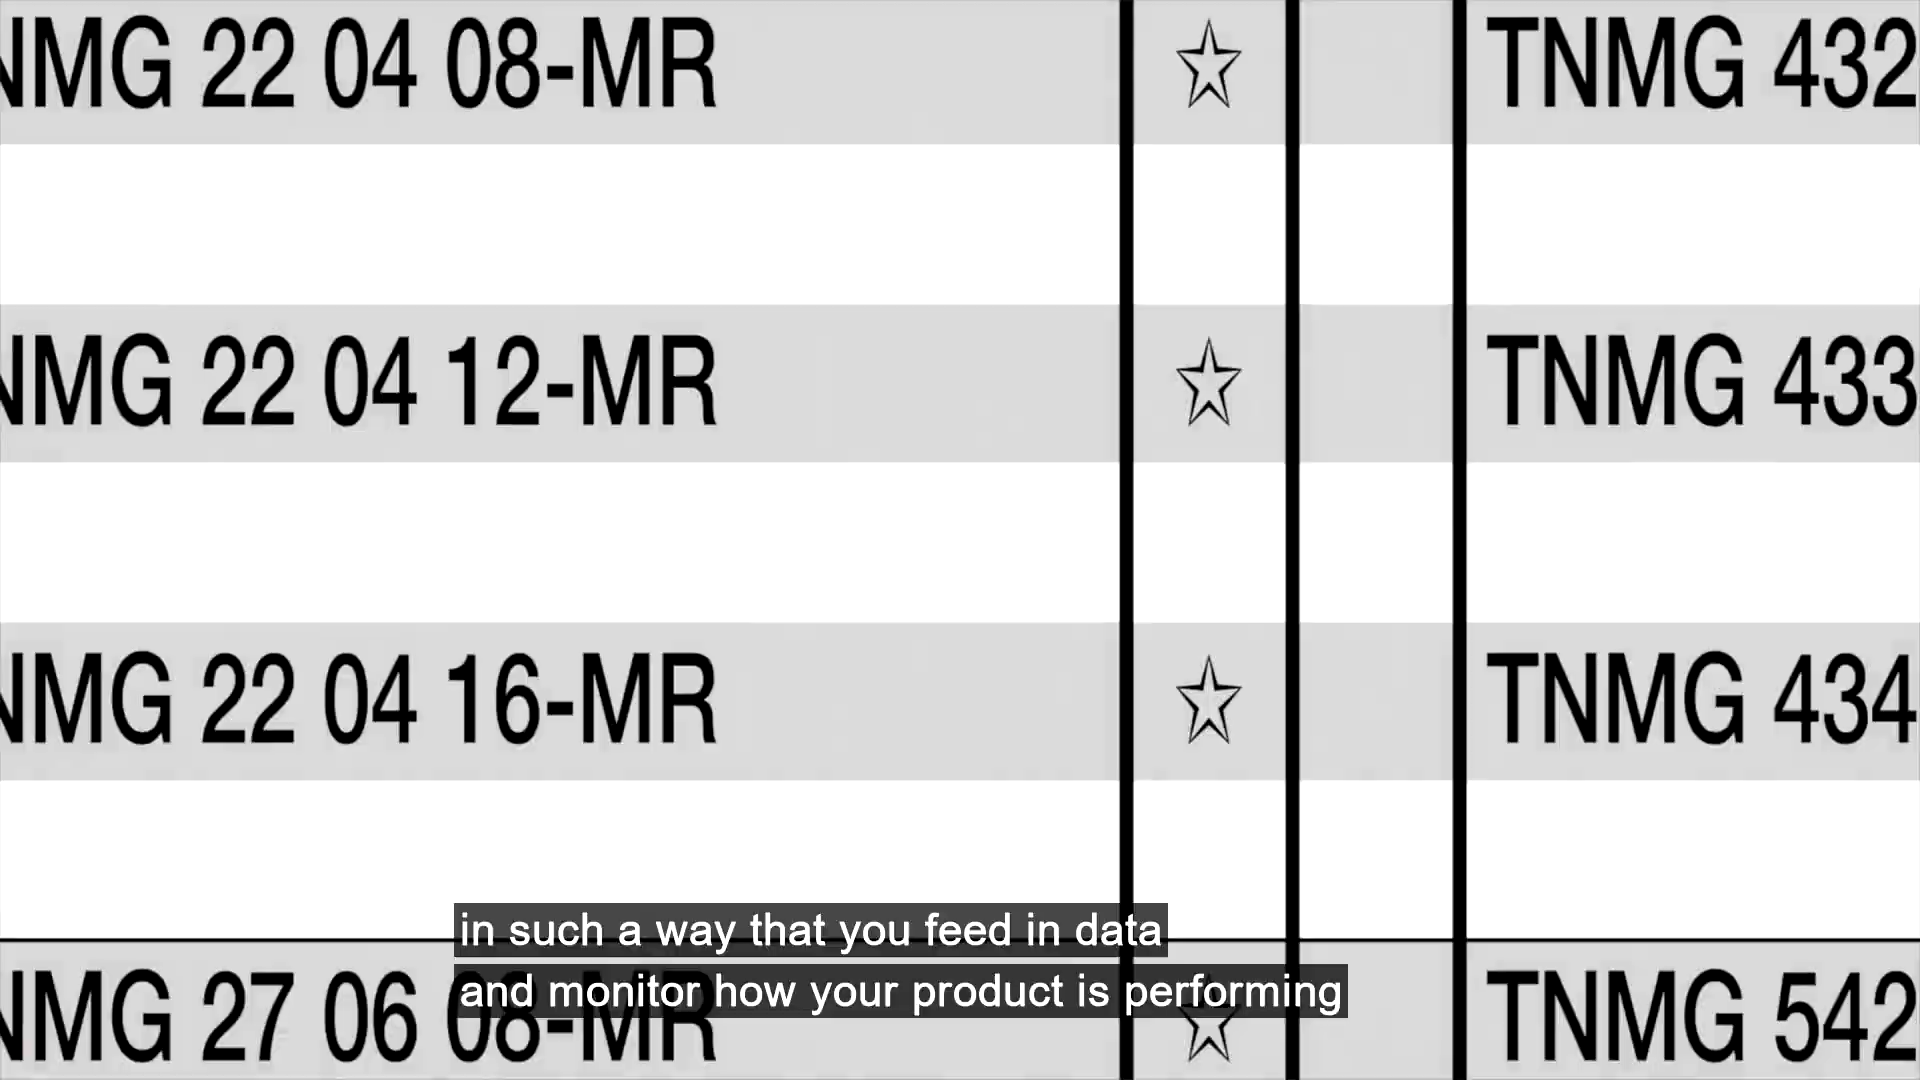 NMG 22 04 08-MR ☆ TNMG 432
NMG 22 04 12-MR ☆ TNMG 433
NMG 22 04 16-MR ☆ TNMG 434
NMG 27 06 08-MR ☆ TNMG 542
in such a way that you feed in data
and monitor how your product is performing